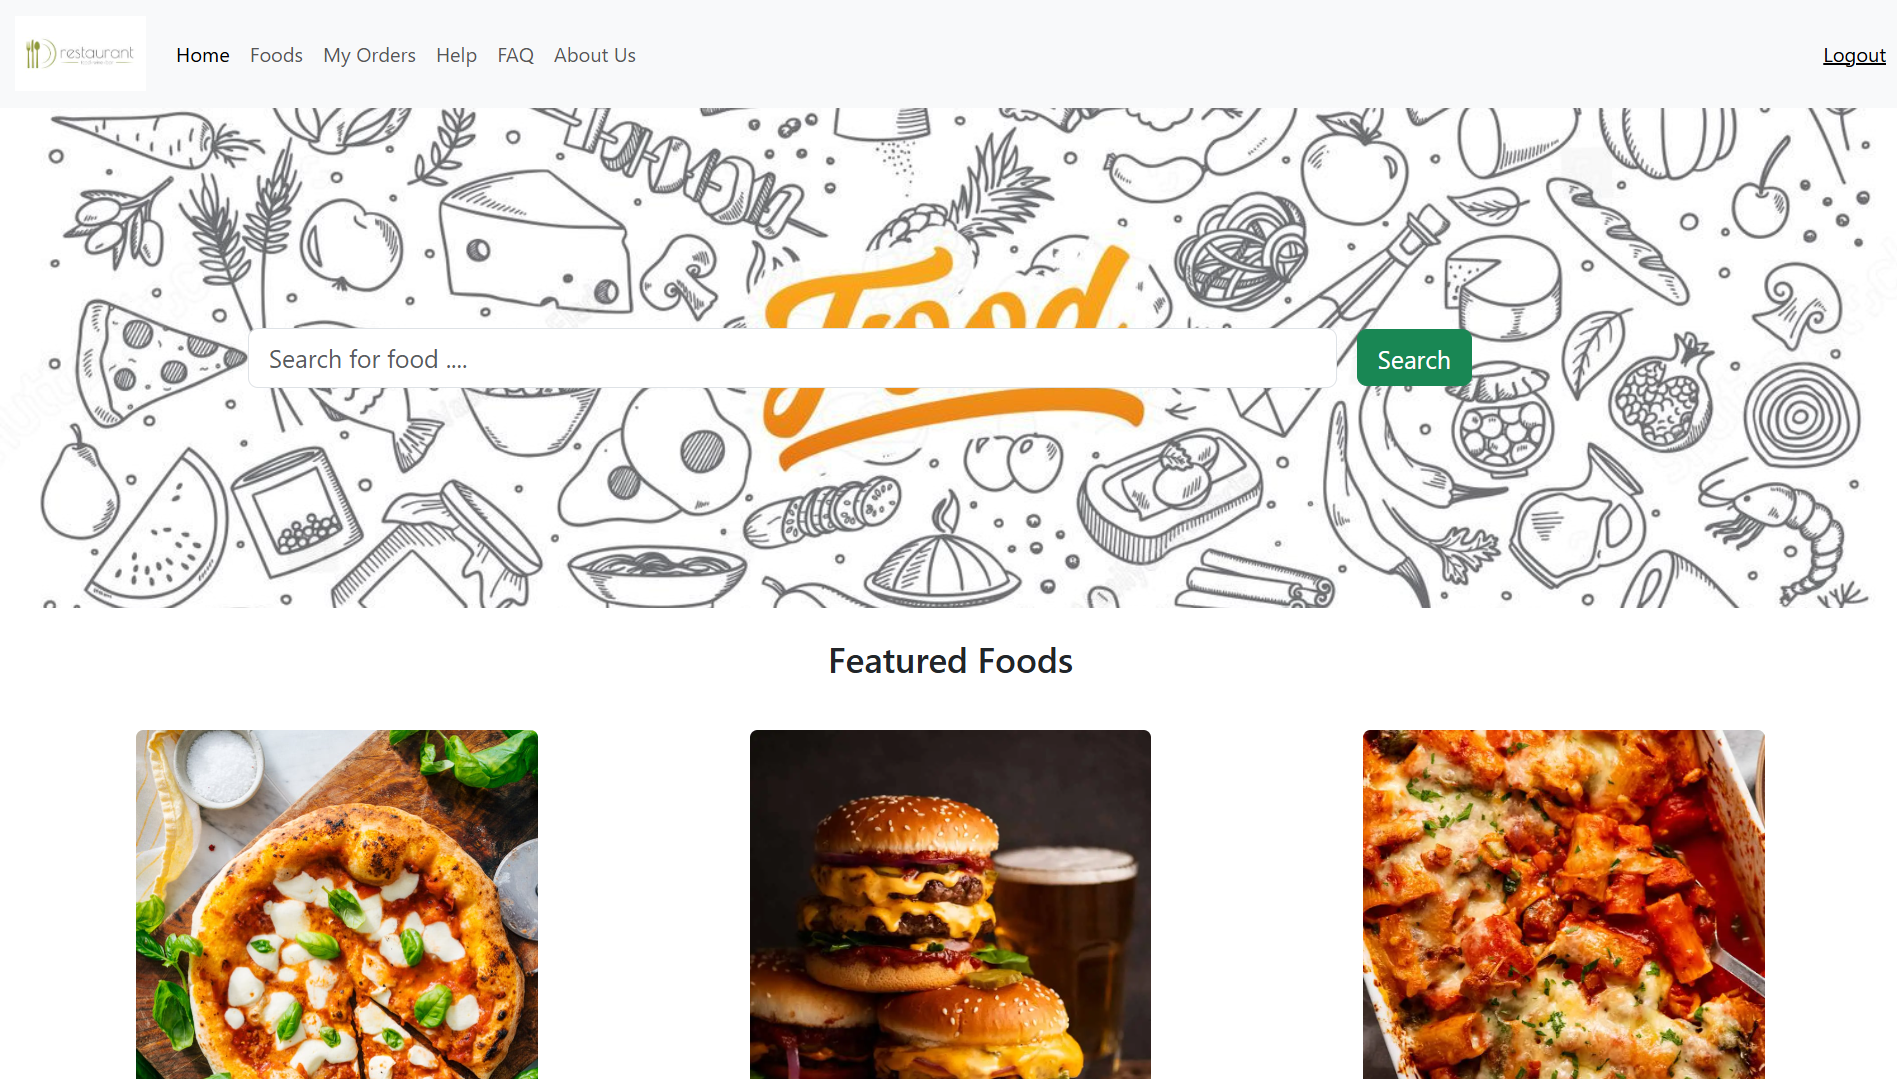 restaurant
Home Foods My Orders Help FAQ About Us Logout
Food
Search for food ....
Search
Featured Foods